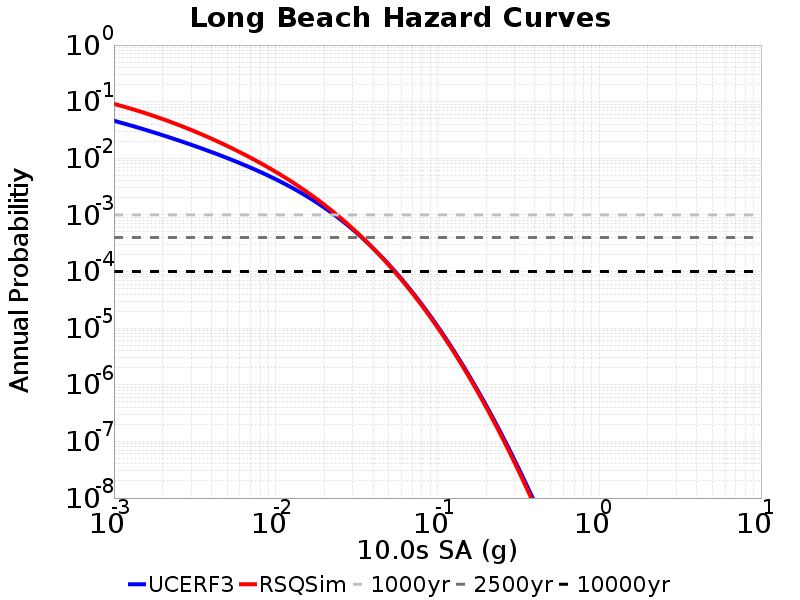 Long Beach Hazard Curves
Annual Probabilitiy
10^0
10^-1
10^-2
10^-3
10^-4
10^-5
10^-6
10^-7
10^-8
10^-3 10^-2 10^-1 10^0 10^1
10.0s SA (g)
UCERF3 RSQSim 1000yr 2500yr 10000yr